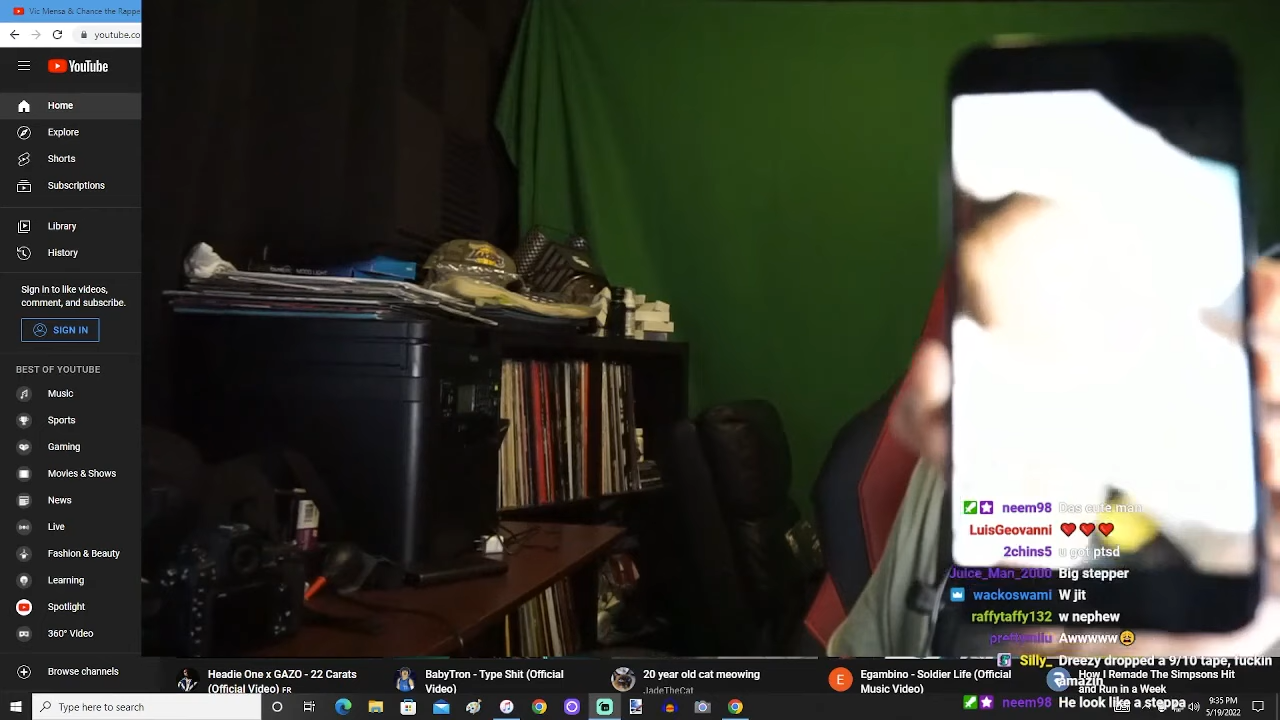 Vic Mensa & Chance the Rappe
youtube.co
YouTube
Home
Explore
Shorts
Subscriptions
Library
History
Sign in to like videos,
comment, and subscribe.
SIGN IN
BEST OF YOUTUBE
Music
Sports
Gaming
Movies & Shows
News
Live
Fashion & Beauty
Learning
Spotlight
360° Video
Browse channels
neem98 Das cute man
LuisGeovanni ❤❤❤
2chins5 u got ptsd
Juice_Man_2000 Big stepper
wackoswami W jit
raffytaffy132 w nephew
Awwwww😩
Silly_ Dreezy dropped a 9/10 tape, fuckin
amazin
neem98 He look like a steppa
Headie One x GAZO - 22 Carats
(Official Video) FR
BabyTron - Type Shit (Official
Video)
20 year old cat meowing
JadeTheCat
E
Egambino - Soldier Life (Official
Music Video)
How I Remade The Simpsons Hit
and Run in a Week
Type here to search
9:35 PM
5/19/2022